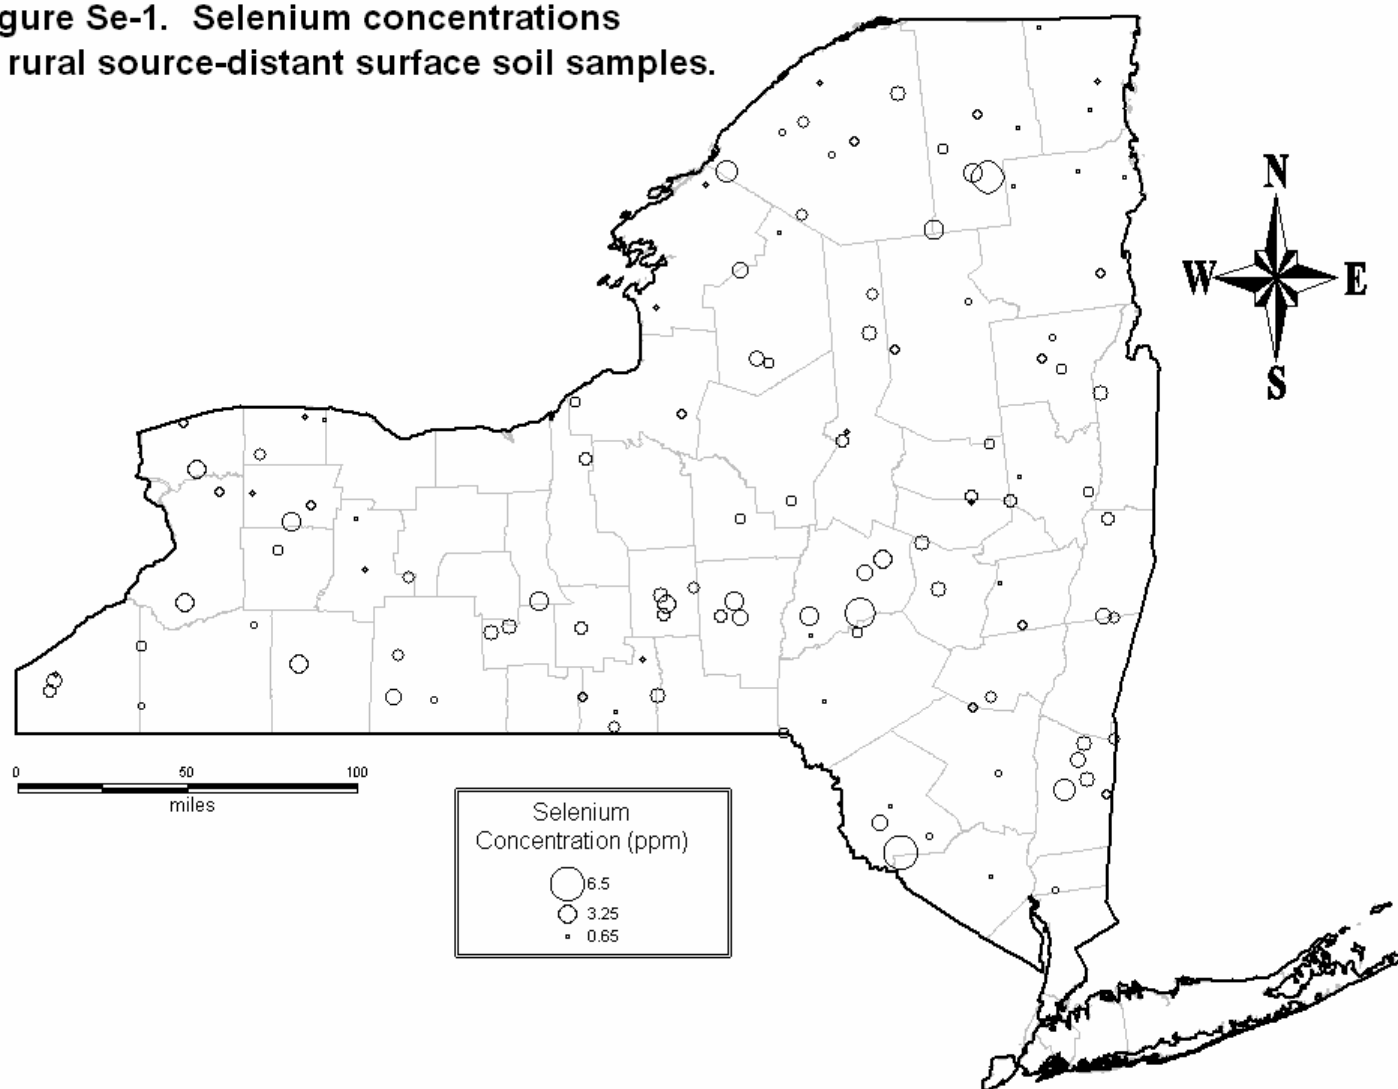 gure Se-1. Selenium concentrations
rural source-distant surface soil samples.
N
W
E
S
0 50 100
miles
Selenium
Concentration (ppm)
6.5
3.25
0.65